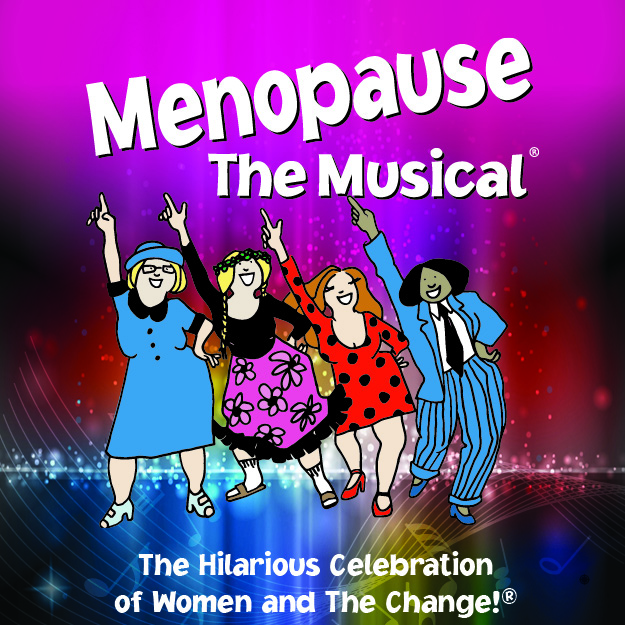 Menopause
The Musical®
The Hilarious Celebration
of Women and The Change!®